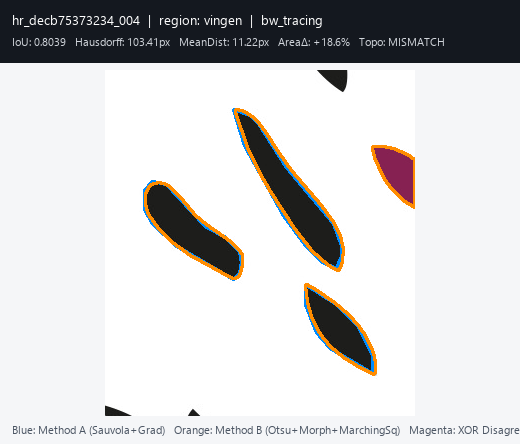 hr_decb75373234_004 | region: vingen | bw_tracing
IoU: 0.8039 Hausdorff: 103.41px MeanDist: 11.22px AreaΔ: +18.6% Topo: MISMATCH
Blue: Method A (Sauvola+Grad) Orange: Method B (Otsu+Morph+MarchingSq) Magenta: XOR Disagre